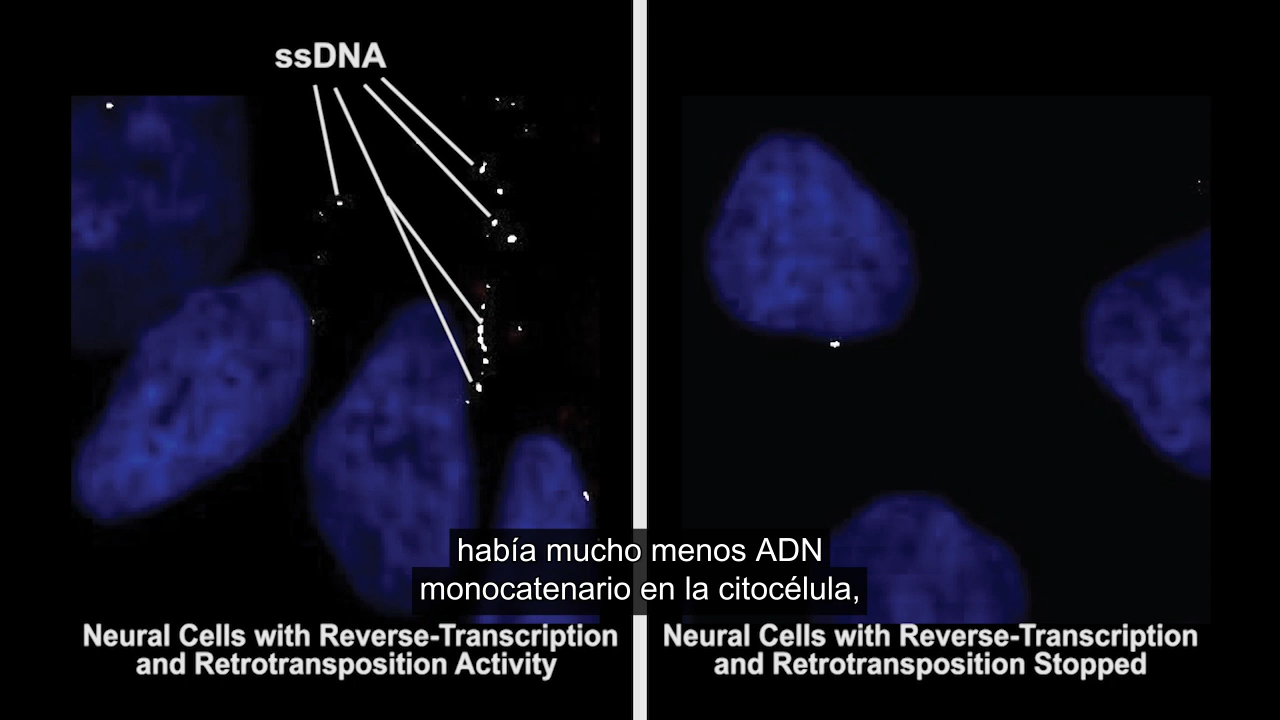 ssDNA
había mucho menos ADN
monocatenario en la citocélula,
Neural Cells with Reverse-Transcription
and Retrotransposition Activity
Neural Cells with Reverse-Transcription
and Retrotransposition Stopped